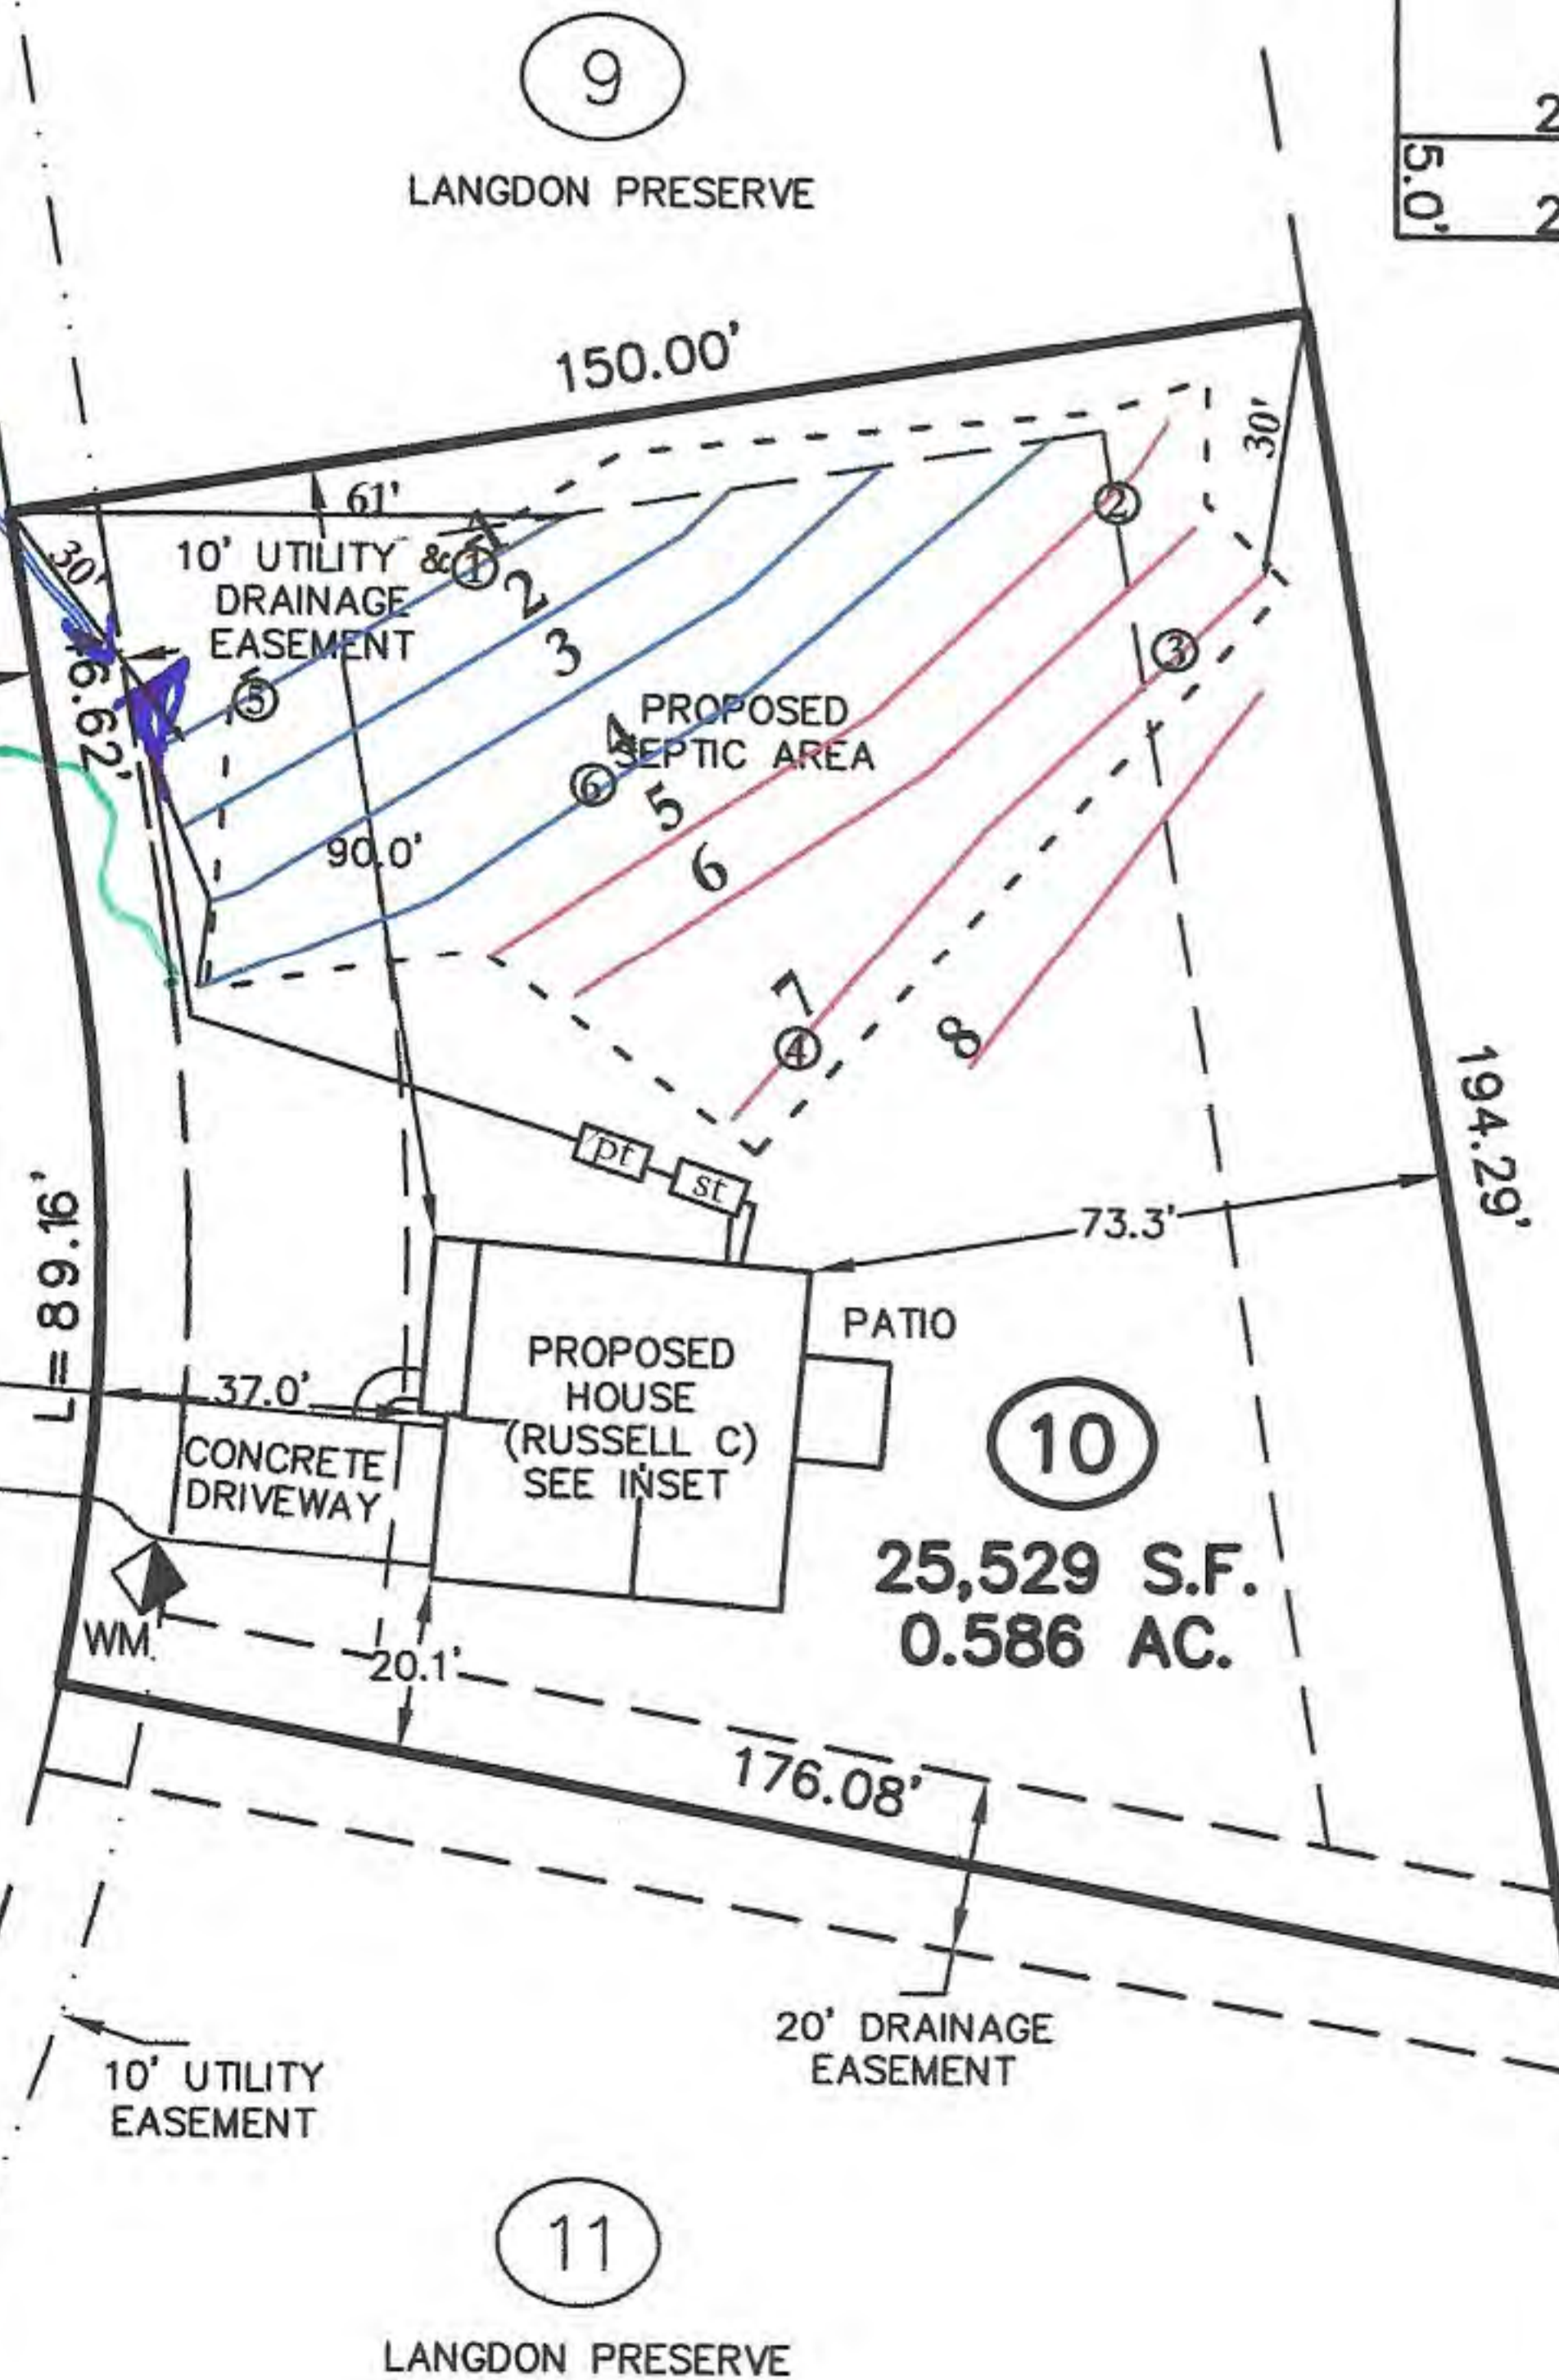 9
LANGDON PRESERVE
2
5.0'
2
150.00'
30'
61'
2
30'
10' UTILITY &
DRAINAGE
EASEMENT
1
1
2
3
3
5
PROPOSED
SEPTIC AREA
4
6
5
6
90.0'
7
4
8
pt
st
194.29'
73.3'
L= 89.16'
PATIO
PROPOSED
HOUSE
(RUSSELL C)
SEE INSET
37.0'
CONCRETE
DRIVEWAY
10
25,529 S.F.
0.586 AC.
WM
20.1'
176.08'
20' DRAINAGE
EASEMENT
10' UTILITY
EASEMENT
11
LANGDON PRESERVE